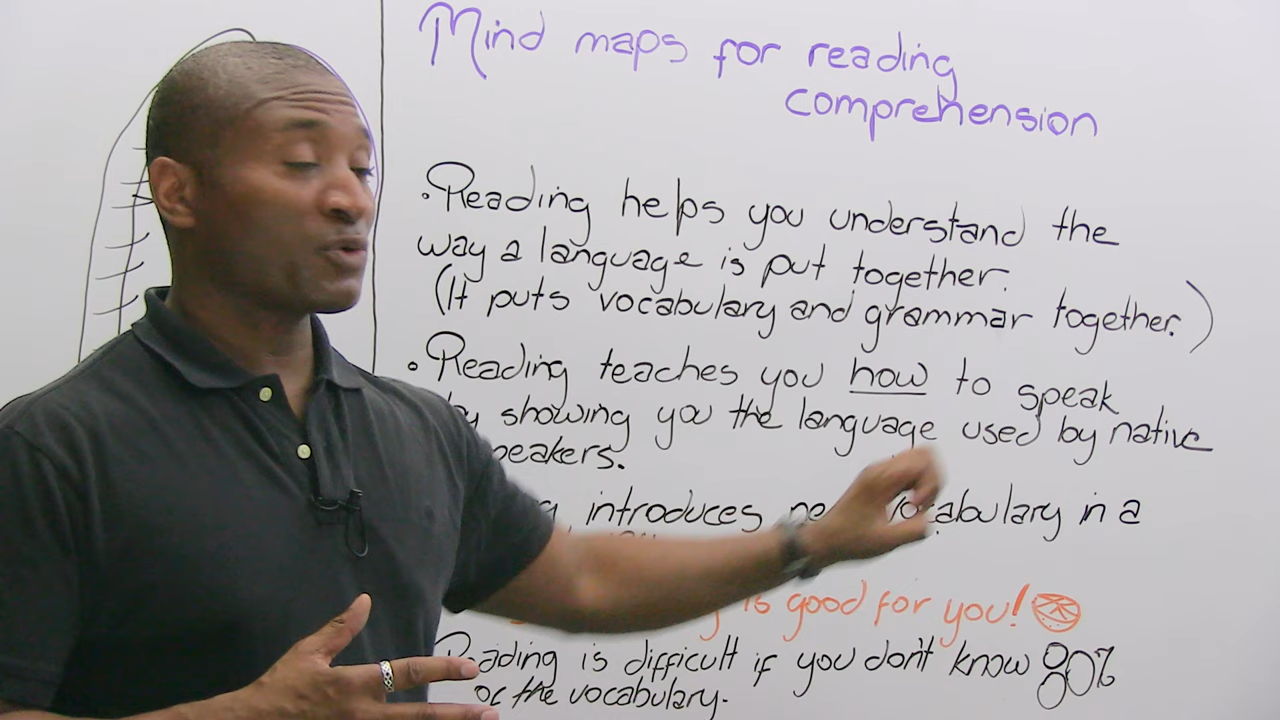 Mind maps for reading
comprehension
• Reading helps you understand the
way a language is put together.
(It puts vocabulary and grammar together.)
• Reading teaches you how to speak
by showing you the language used by native
speakers.
introduces vocabulary in a
is good for you!
Reading is difficult if you don't know 80%
of the vocabulary.